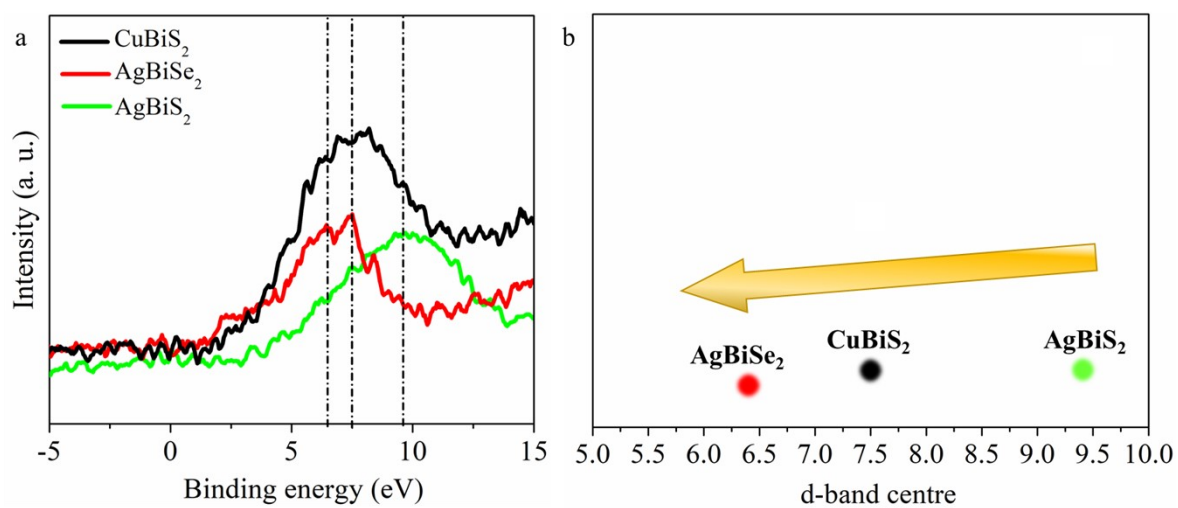 a
CuBiS₂
AgBiSe₂
AgBiS₂
Intensity (a. u.)
-5 0 5 10 15
Binding energy (eV)
b
AgBiSe₂ CuBiS₂ AgBiS₂
5.0 5.5 6.0 6.5 7.0 7.5 8.0 8.5 9.0 9.5 10.0
d-band centre